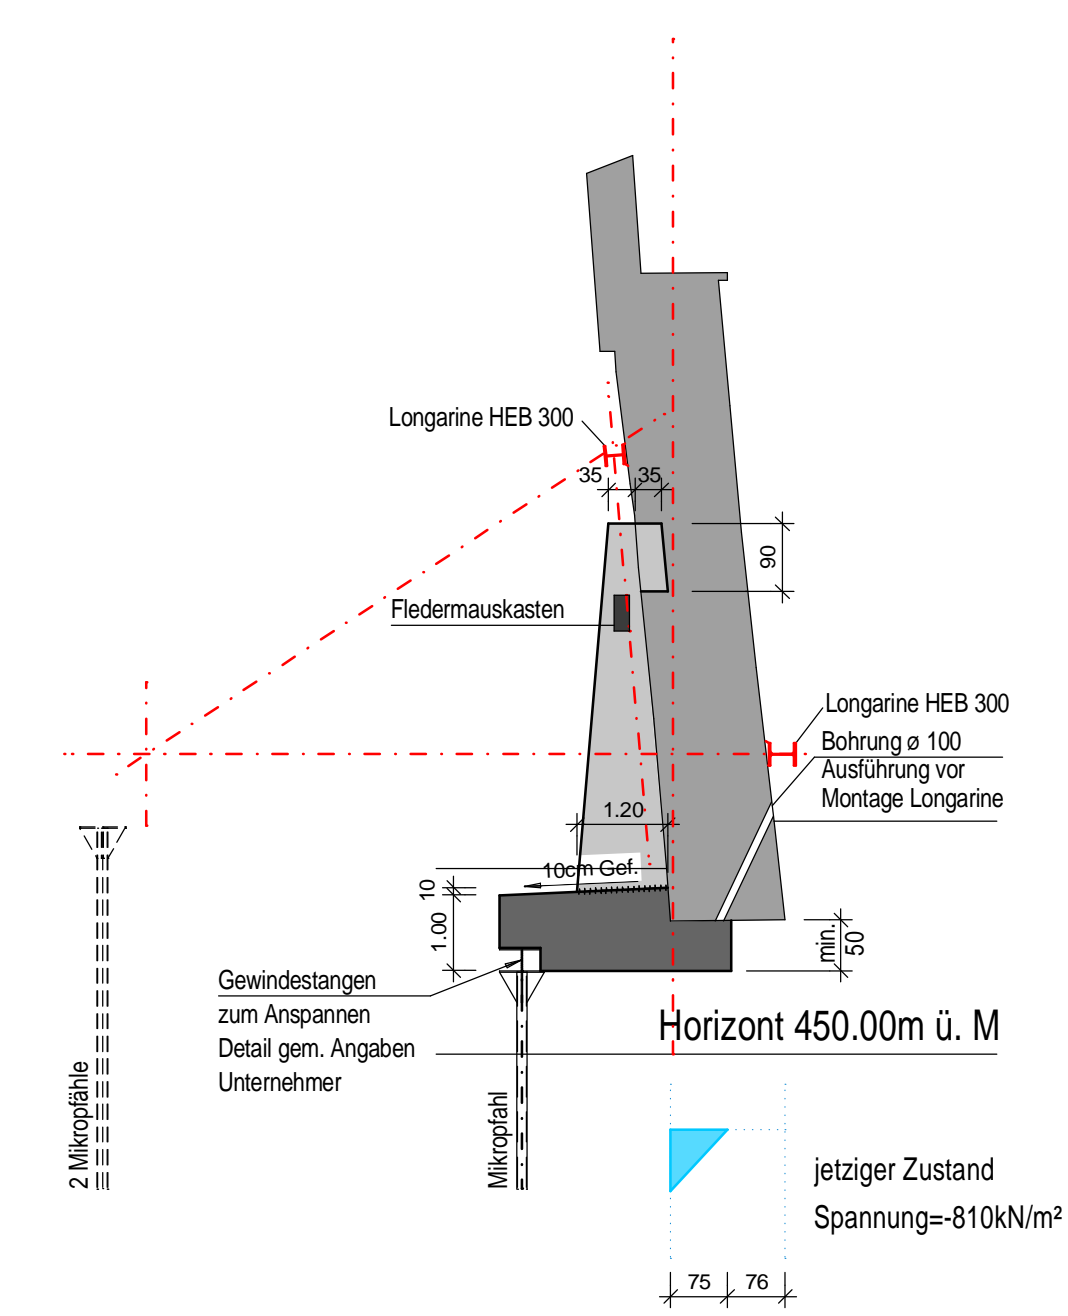 Longarine HEB 300
35
35
90
Fledermauskasten
Longarine HEB 300
Bohrung ø 100
Ausführung vor
Montage Longarine
1.20
10cm Gef.
10
1.00
min.
50
Gewindestangen
zum Anspannen
Detail gem. Angaben
Unternehmer
Horizont 450.00m ü. M
2 Mikropfähle
Mikropfahl
jetziger Zustand
Spannung=-810kN/m²
75
76